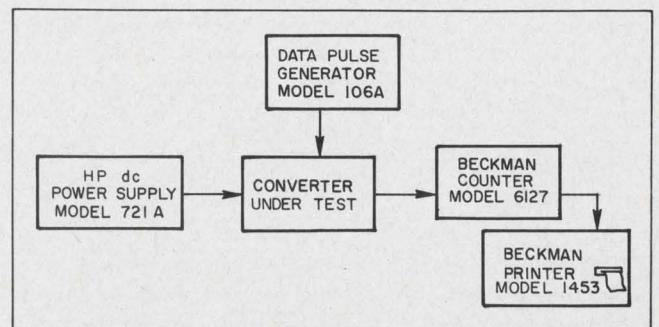 DATA PULSE
GENERATOR
MODEL 106A
HP dc
POWER SUPPLY
MODEL 721A
CONVERTER
UNDER TEST
BECKMAN
COUNTER
MODEL 6127
BECKMAN
PRINTER
MODEL 1453